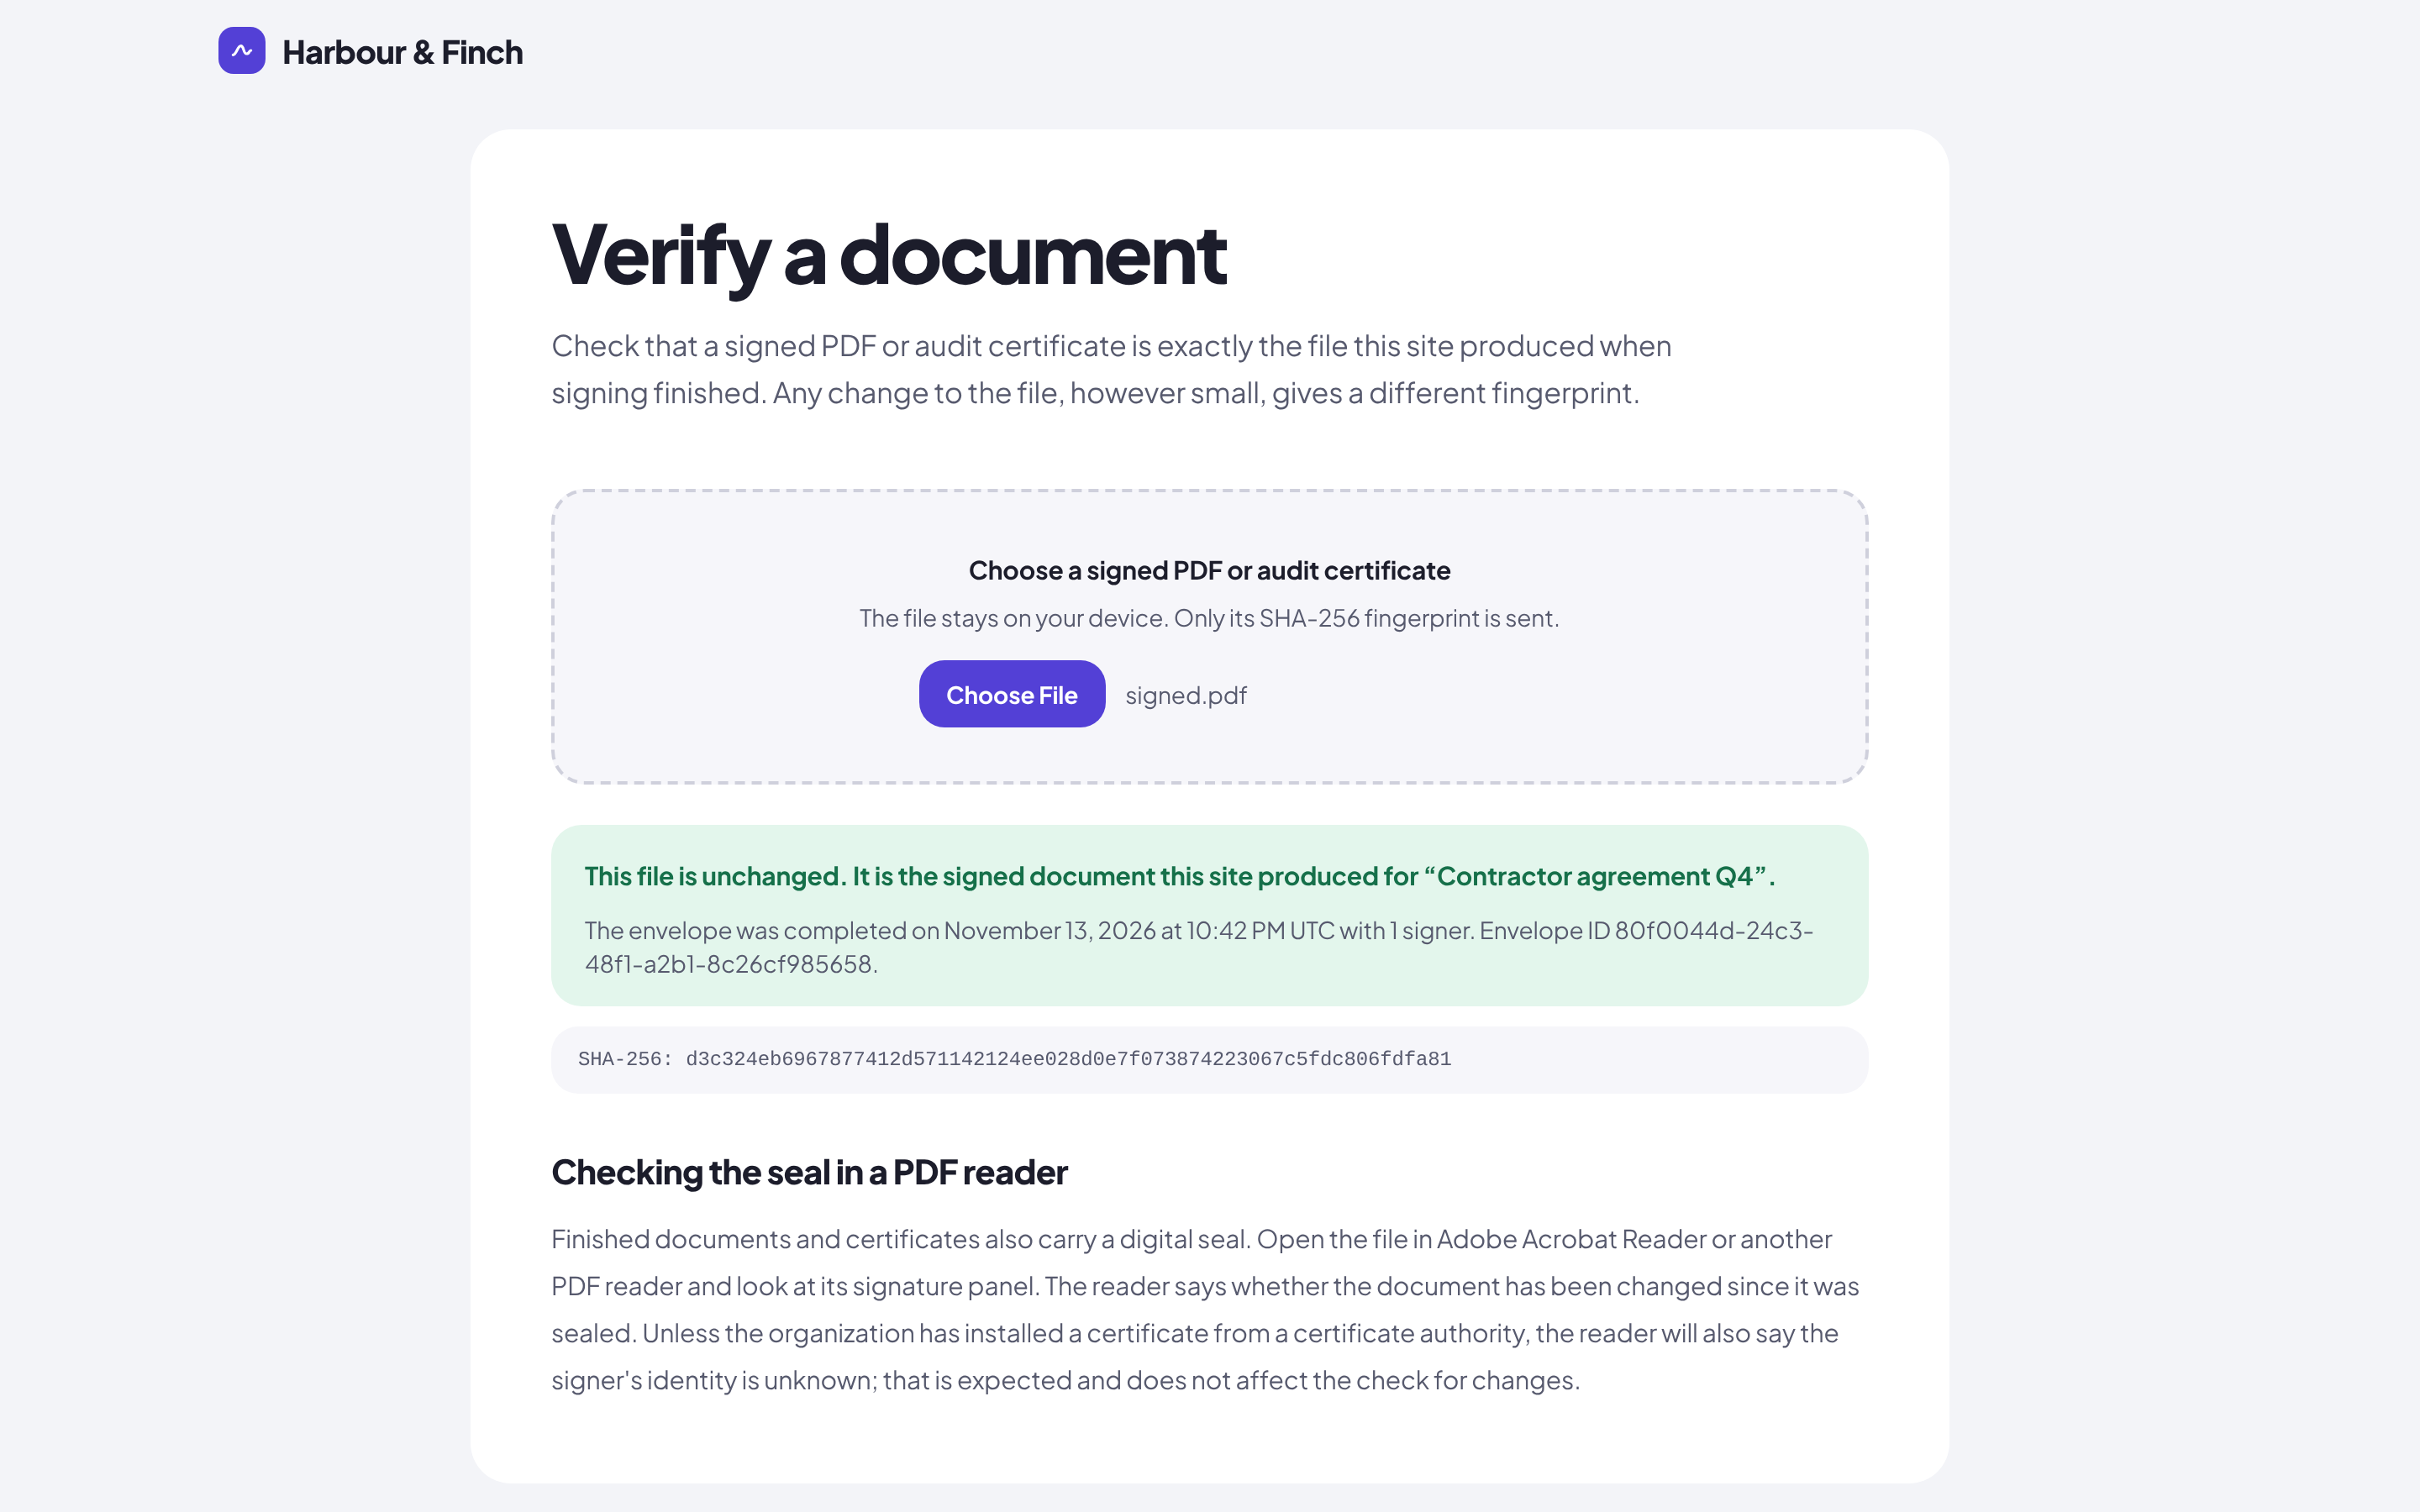 Harbour & Finch
Verify a document
Check that a signed PDF or audit certificate is exactly the file this site produced when
signing finished. Any change to the file, however small, gives a different fingerprint.
Choose a signed PDF or audit certificate
The file stays on your device. Only its SHA-256 fingerprint is sent.
Choose File signed.pdf
This file is unchanged. It is the signed document this site produced for “Contractor agreement Q4”.
The envelope was completed on November 13, 2026 at 10:42 PM UTC with 1 signer. Envelope ID 80f0044d-24c3-
48f1-a2b1-8c26cf985658.
SHA-256: d3c324eb6967877412d571142124ee028d0e7f073874223067c5fdc806fdfa81
Checking the seal in a PDF reader
Finished documents and certificates also carry a digital seal. Open the file in Adobe Acrobat Reader or another
PDF reader and look at its signature panel. The reader says whether the document has been changed since it was
sealed. Unless the organization has installed a certificate from a certificate authority, the reader will also say the
signer's identity is unknown; that is expected and does not affect the check for changes.